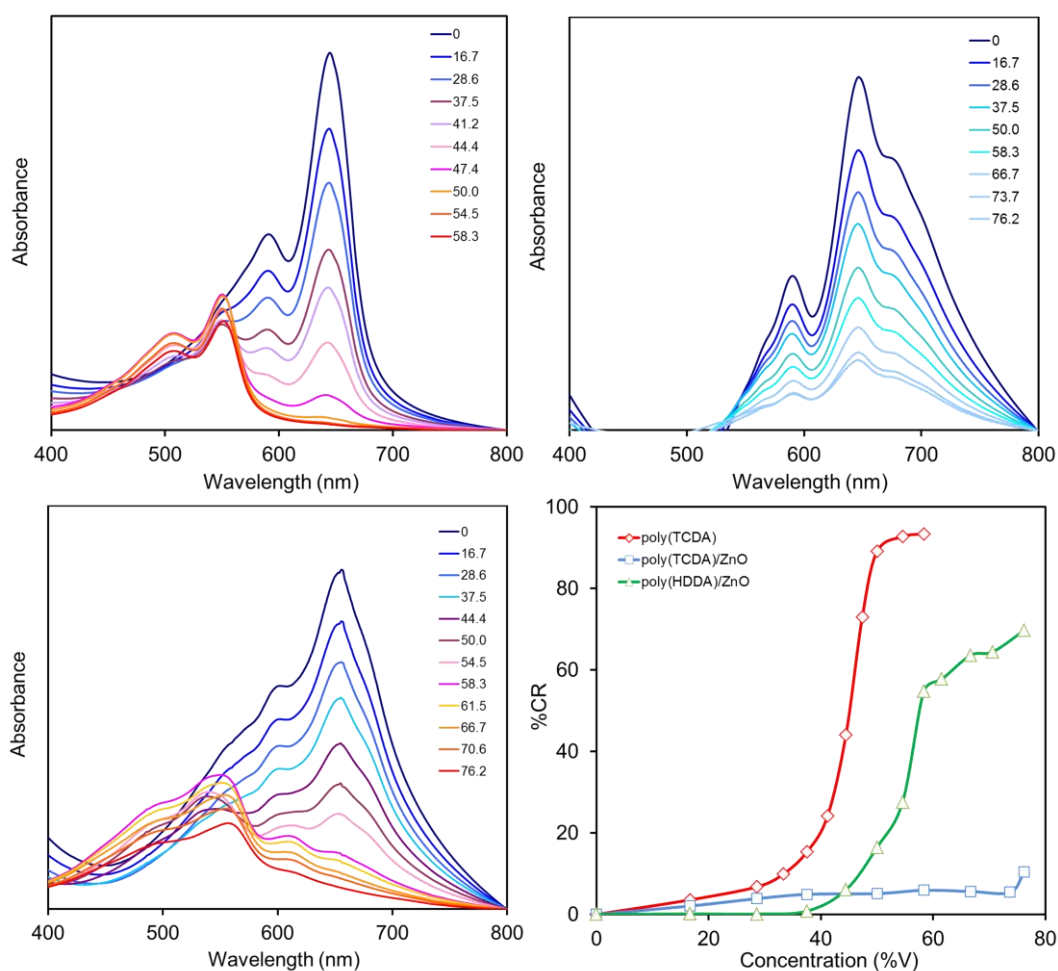 Absorbance
0
16.7
28.6
37.5
41.2
44.4
47.4
50.0
54.5
58.3
400 500 600 700 800
Wavelength (nm)
Absorbance
0
16.7
28.6
37.5
50.0
58.3
66.7
73.7
76.2
400 500 600 700 800
Wavelength (nm)
Absorbance
0
16.7
28.6
37.5
44.4
50.0
54.5
58.3
61.5
66.7
70.6
76.2
400 500 600 700 800
Wavelength (nm)
%CR
100
80
60
40
20
0
poly(TCDA)
poly(TCDA)/ZnO
poly(HDDA)/ZnO
0 20 40 60 80
Concentration (%V)